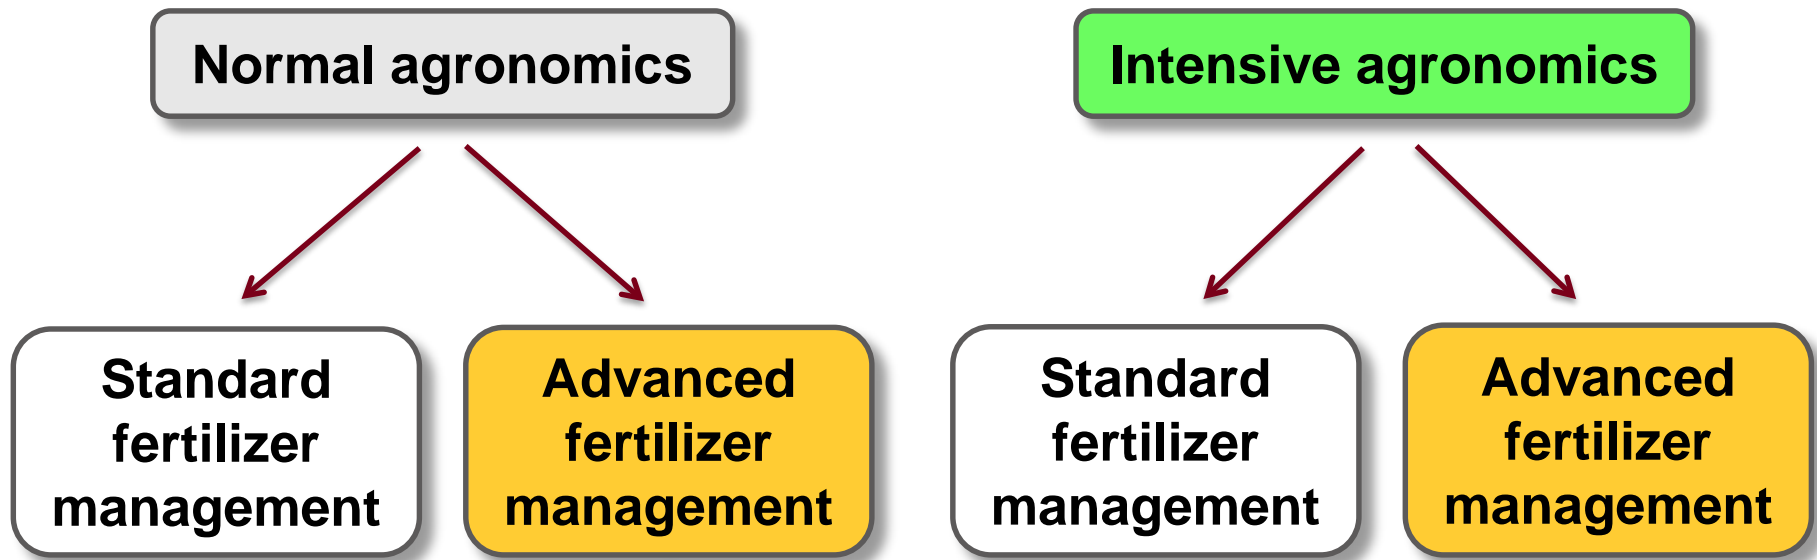 Normal agronomics
Intensive agronomics
Standard
fertilizer
management
Advanced
fertilizer
management
Standard
fertilizer
management
Advanced
fertilizer
management